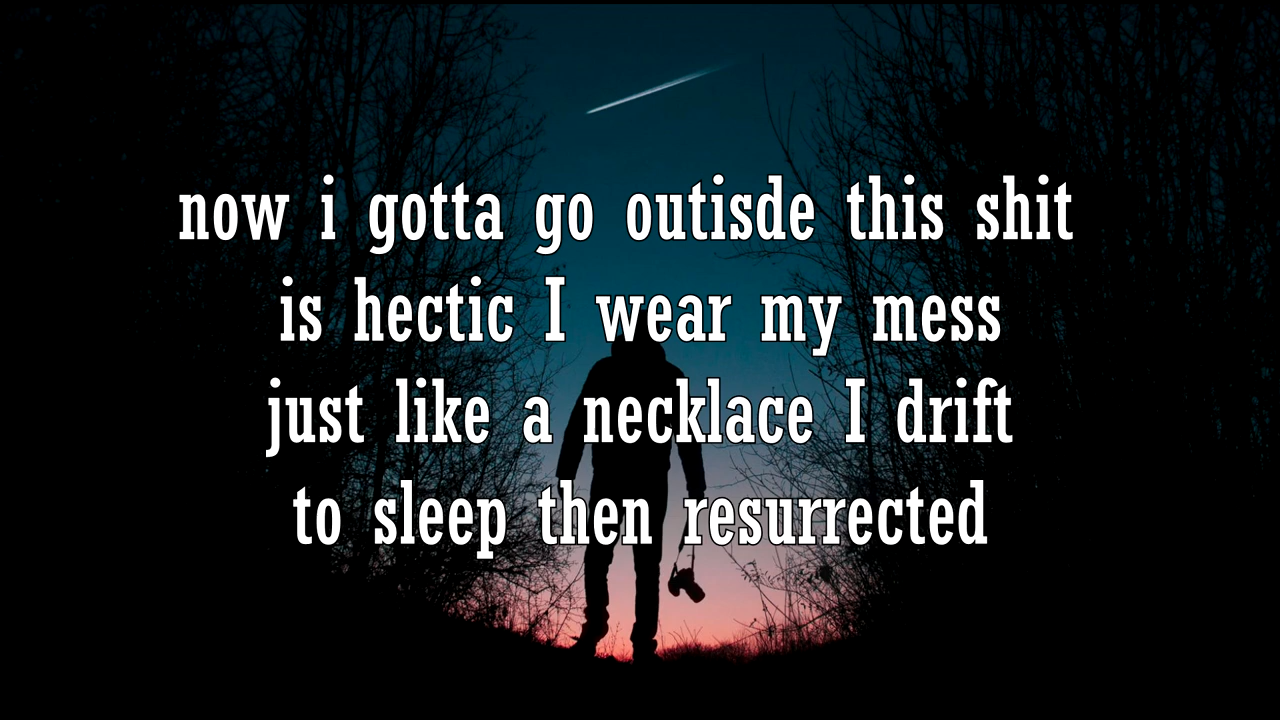 now i gotta go outisde this shit
is hectic I wear my mess
just like a necklace I drift
to sleep then resurrected